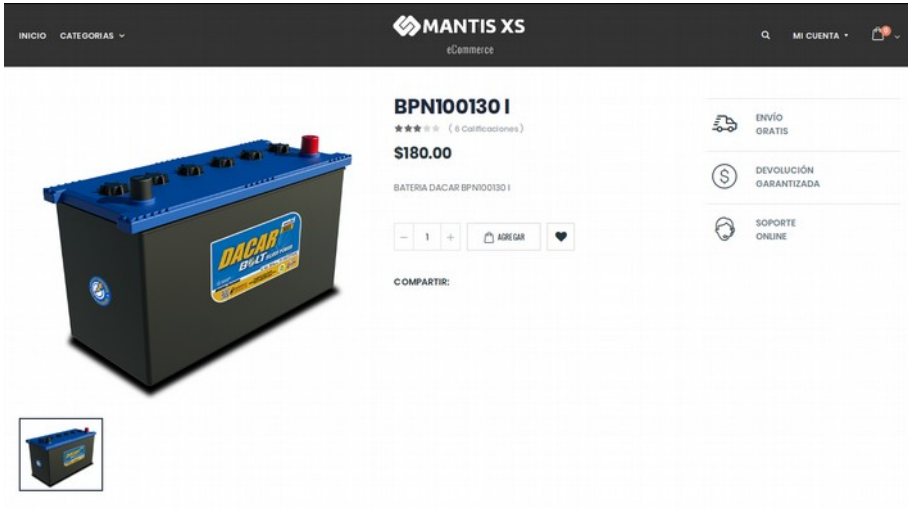 INICIO
CATEGORIAS
MANTIS XS
eCommerce
MI CUENTA
0
BPN100130 I
( 6 Calificaciones )
$180.00
BATERIA DACAR BPN100130 I
- 1 +
AGREGAR
COMPARTIR:
ENVÍO
GRATIS
DEVOLUCIÓN
GARANTIZADA
SOPORTE
ONLINE
DACAR
BOLT